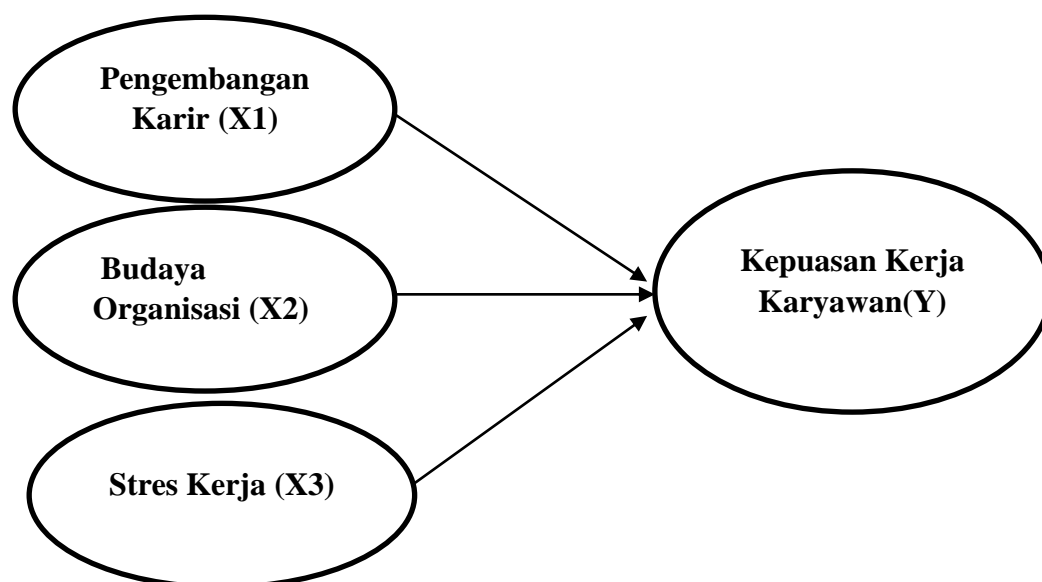 Pengembangan
Karir (X1)
Budaya
Organisasi (X2)
Stres Kerja (X3)
Kepuasan Kerja
Karyawan(Y)